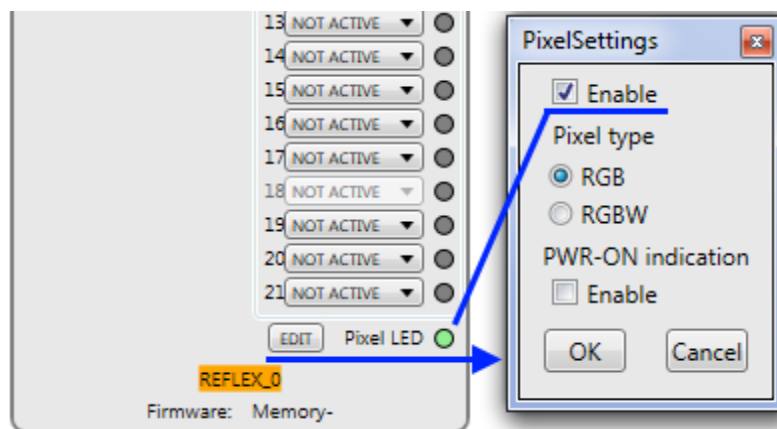 13 NOT ACTIVE
14 NOT ACTIVE
15 NOT ACTIVE
16 NOT ACTIVE
17 NOT ACTIVE
18 NOT ACTIVE
19 NOT ACTIVE
20 NOT ACTIVE
21 NOT ACTIVE
EDIT Pixel LED
REFLEX_0
Firmware: Memory-
PixelSettings
Enable
Pixel type
RGB
RGBW
PWR-ON indication
Enable
OK Cancel